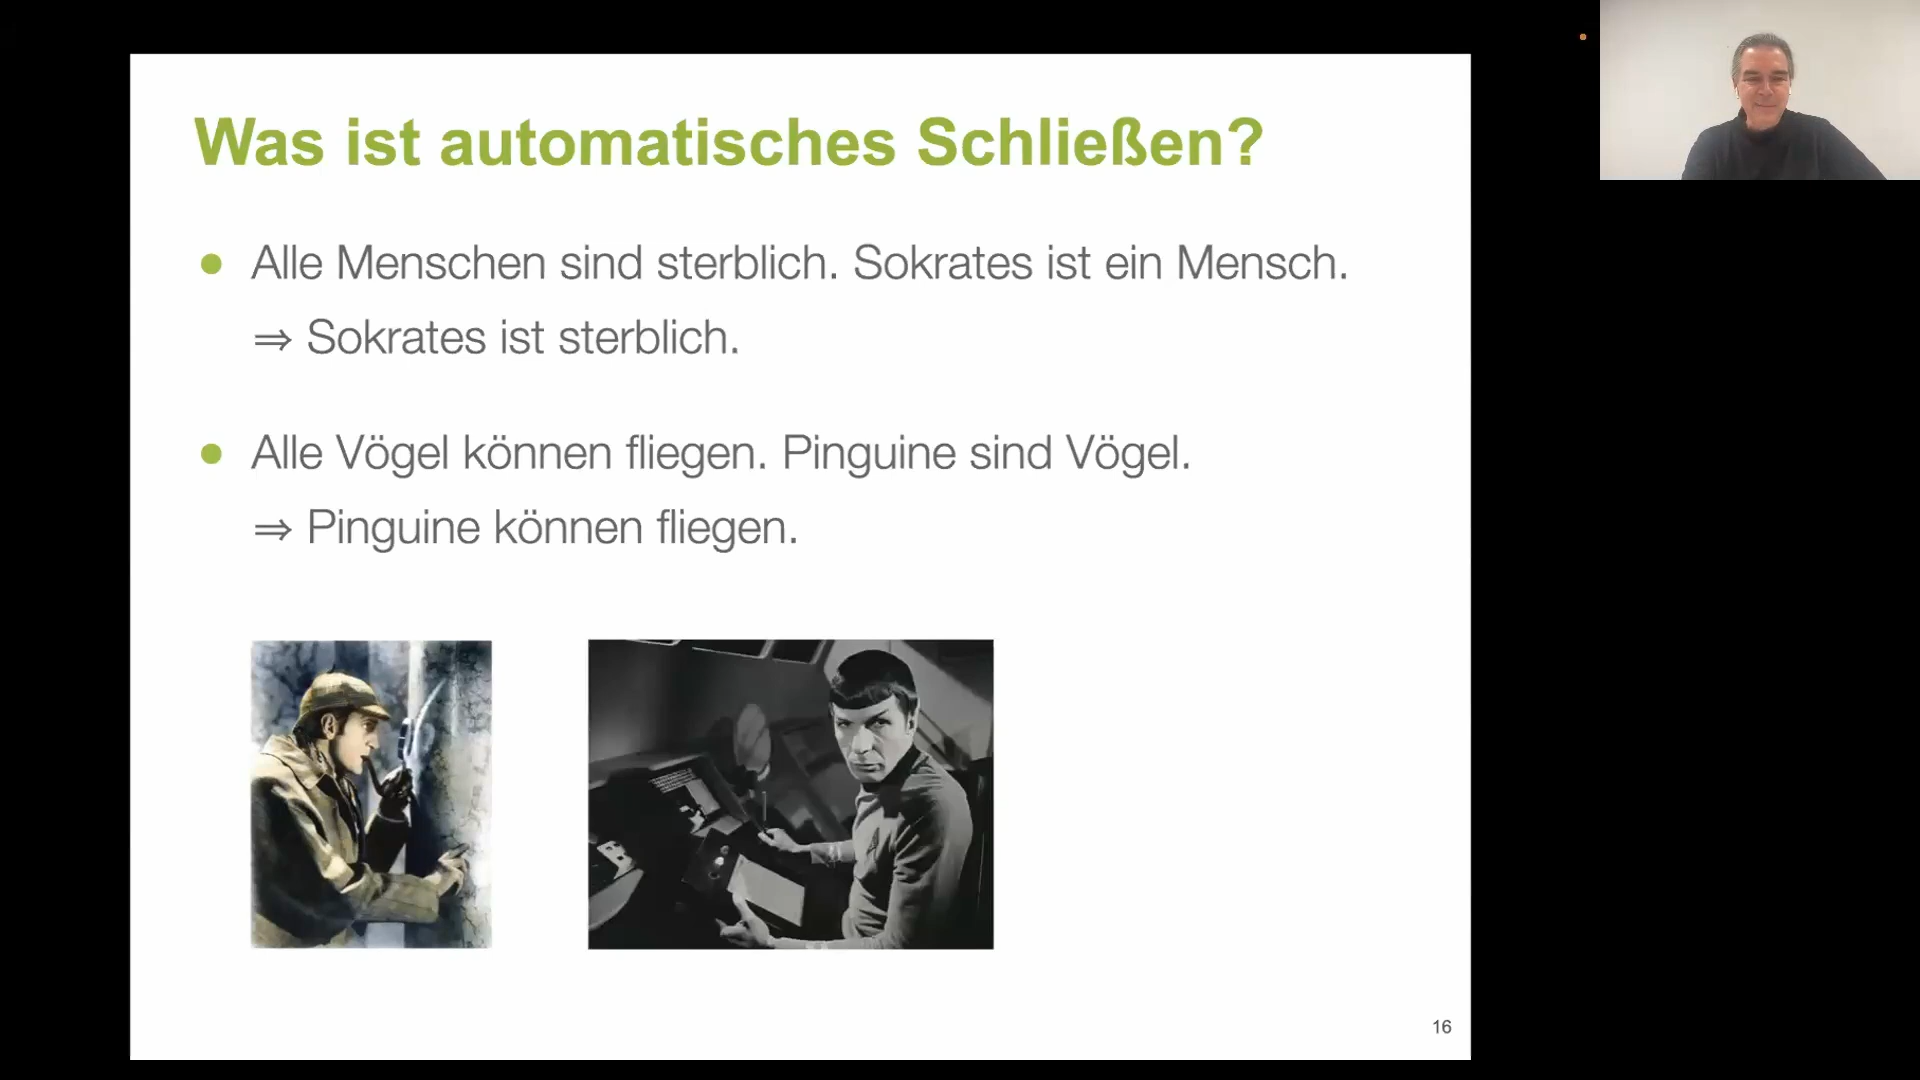 Was ist automatisches Schließen?
● Alle Menschen sind sterblich. Sokrates ist ein Mensch.
⇒ Sokrates ist sterblich.
● Alle Vögel können fliegen. Pinguine sind Vögel.
⇒ Pinguine können fliegen.
16